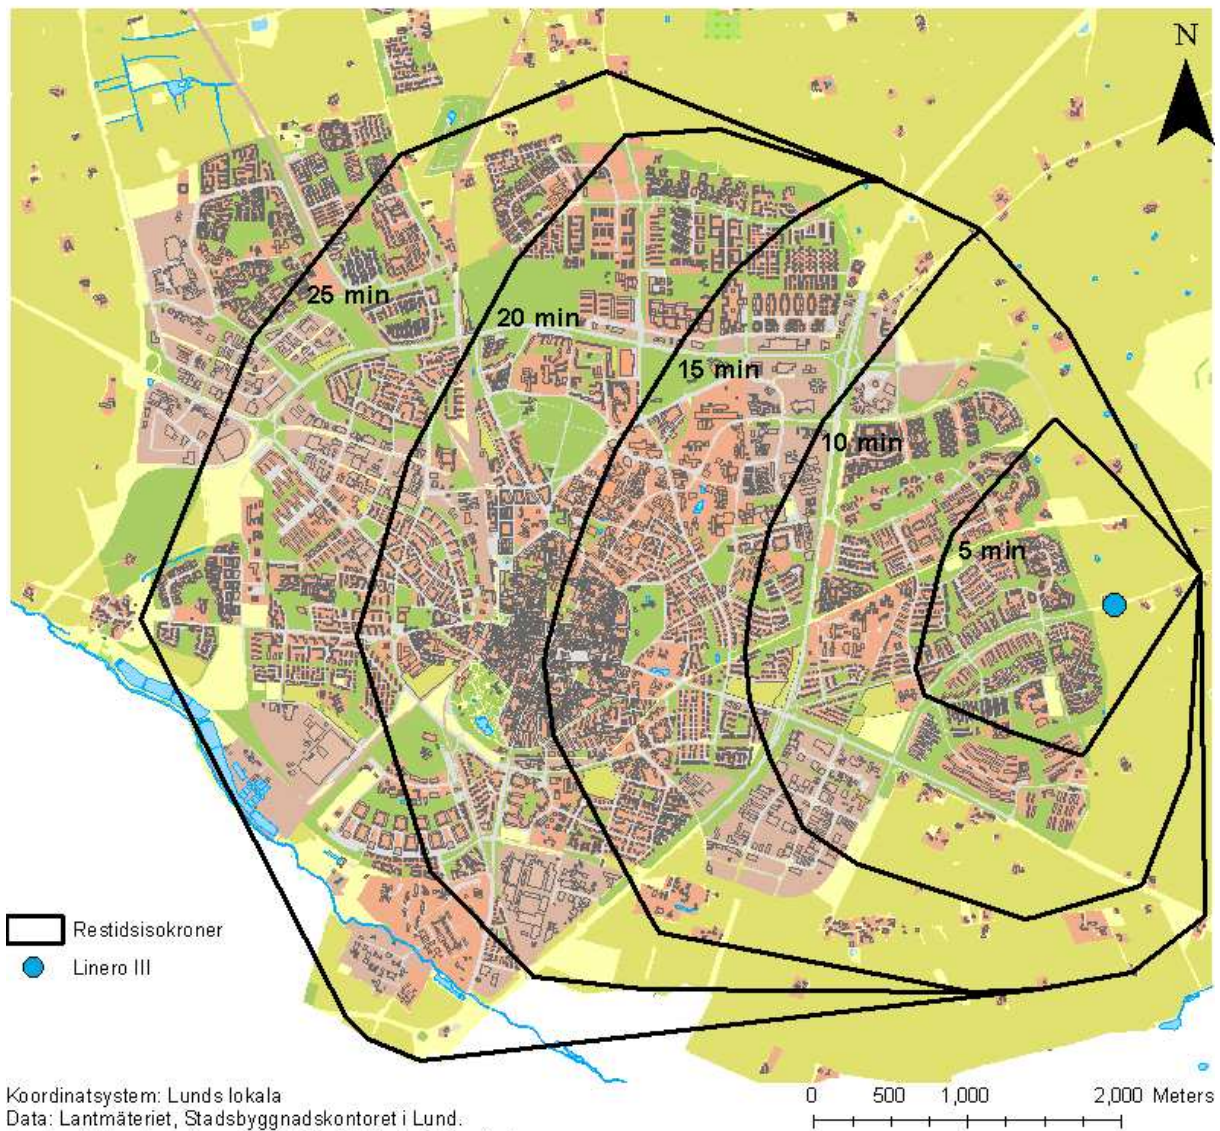 N
25 min
20 min
15 min
10 min
5 min
Restidsisokroner
Linero III
Koordinatsystem: Lunds lokala
Data: Lantmäteriet, Stadsbyggnadskontoret i Lund.
0 500 1,000 2,000 Meters